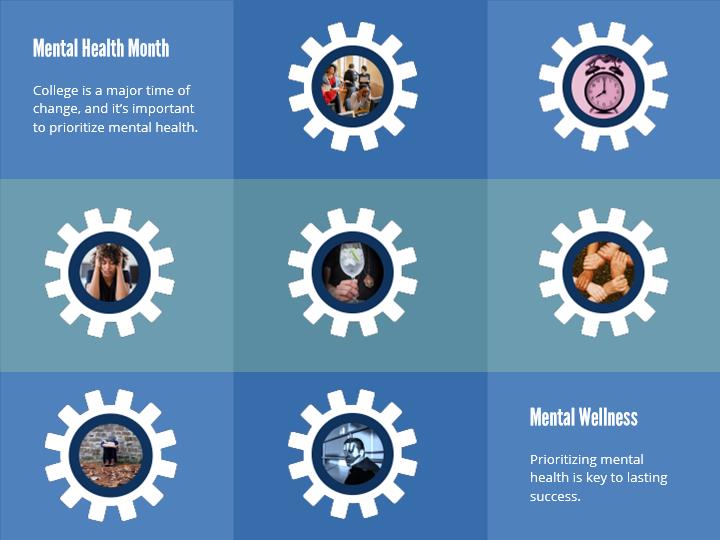 Mental Health Month
College is a major time of
change, and it's important
to prioritize mental health.
Mental Wellness
Prioritizing mental
health is key to lasting
success.